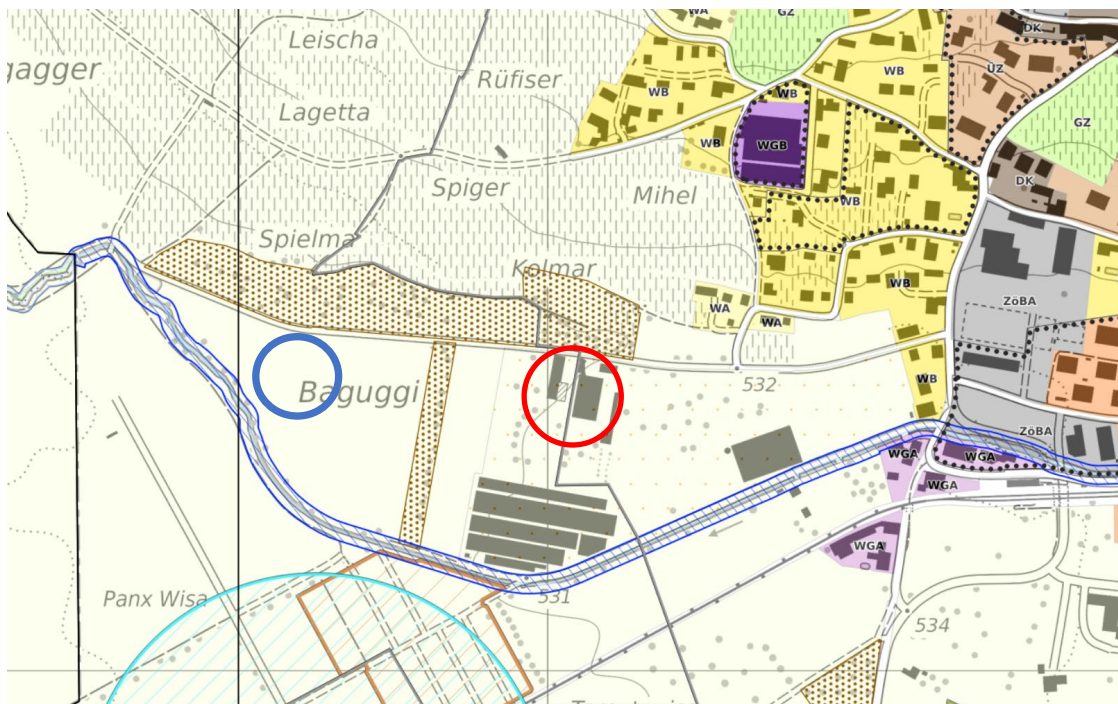 WA
GZ
DK
Leischa
ÜZ
gagger
Rüfiser
WB
WB
WB
Lagetta
GZ
WB
WGB
Spiger
Mihel
DK
WB
Spielma
Kolmar
WB
ZöBA
WA
WA
532
Baguggi
WB
ZöBA
WGA
WGA
WGA
WGA
Panx Wisa
531
534